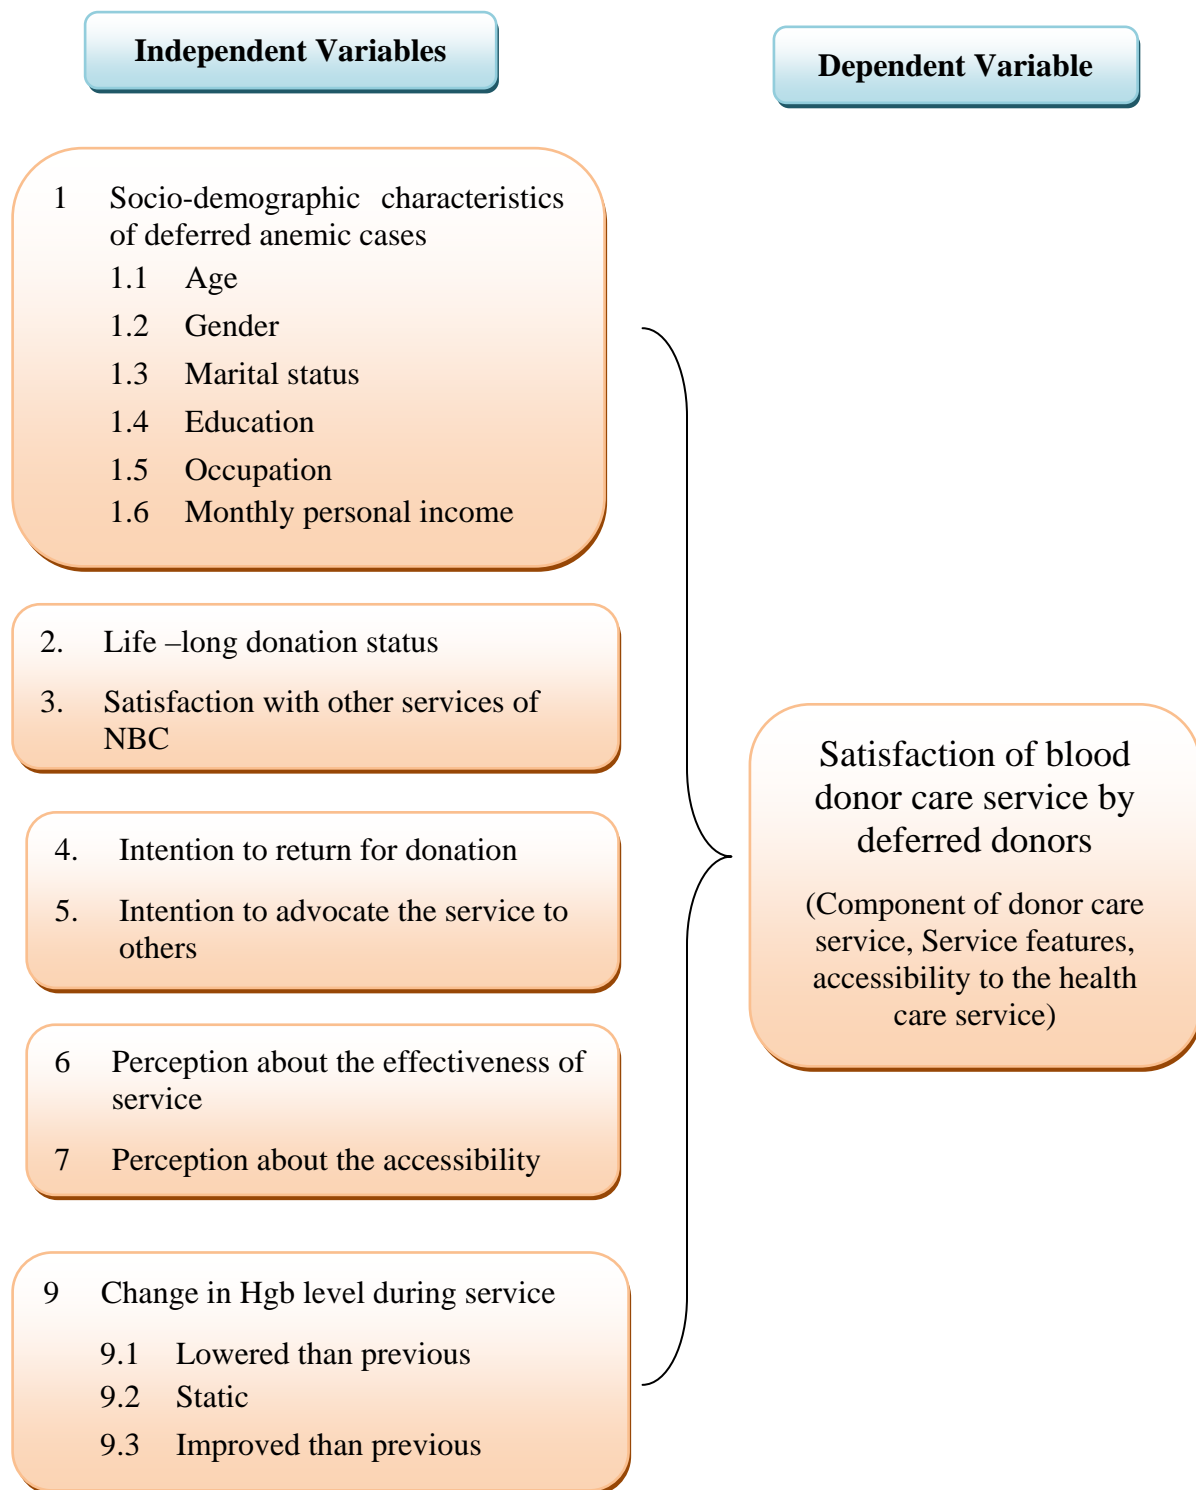 Independent Variables
Dependent Variable
1 Socio-demographic characteristics
of deferred anemic cases
1.1 Age
1.2 Gender
1.3 Marital status
1.4 Education
1.5 Occupation
1.6 Monthly personal income
2. Life –long donation status
3. Satisfaction with other services of
NBC
4. Intention to return for donation
5. Intention to advocate the service to
others
6 Perception about the effectiveness of
service
7 Perception about the accessibility
9 Change in Hgb level during service
9.1 Lowered than previous
9.2 Static
9.3 Improved than previous
Satisfaction of blood
donor care service by
deferred donors
(Component of donor care
service, Service features,
accessibility to the health
care service)